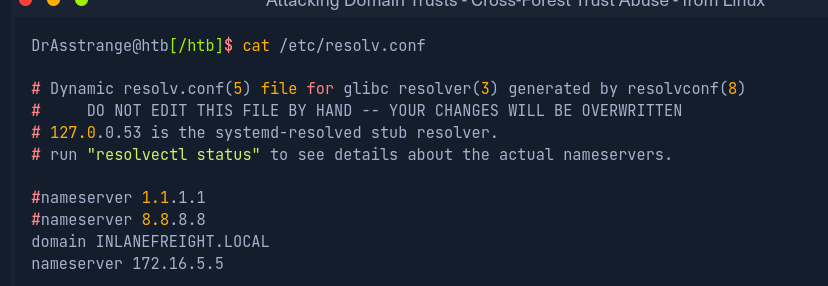 Attacking Domain Trusts - Cross-Forest Trust Abuse - from Linux
DrAsstrange@htb[/htb]$ cat /etc/resolv.conf
# Dynamic resolv.conf(5) file for glibc resolver(3) generated by resolvconf(8)
#     DO NOT EDIT THIS FILE BY HAND -- YOUR CHANGES WILL BE OVERWRITTEN
# 127.0.0.53 is the systemd-resolved stub resolver.
# run "resolvectl status" to see details about the actual nameservers.
#nameserver 1.1.1.1
#nameserver 8.8.8.8
domain INLANEFREIGHT.LOCAL
nameserver 172.16.5.5